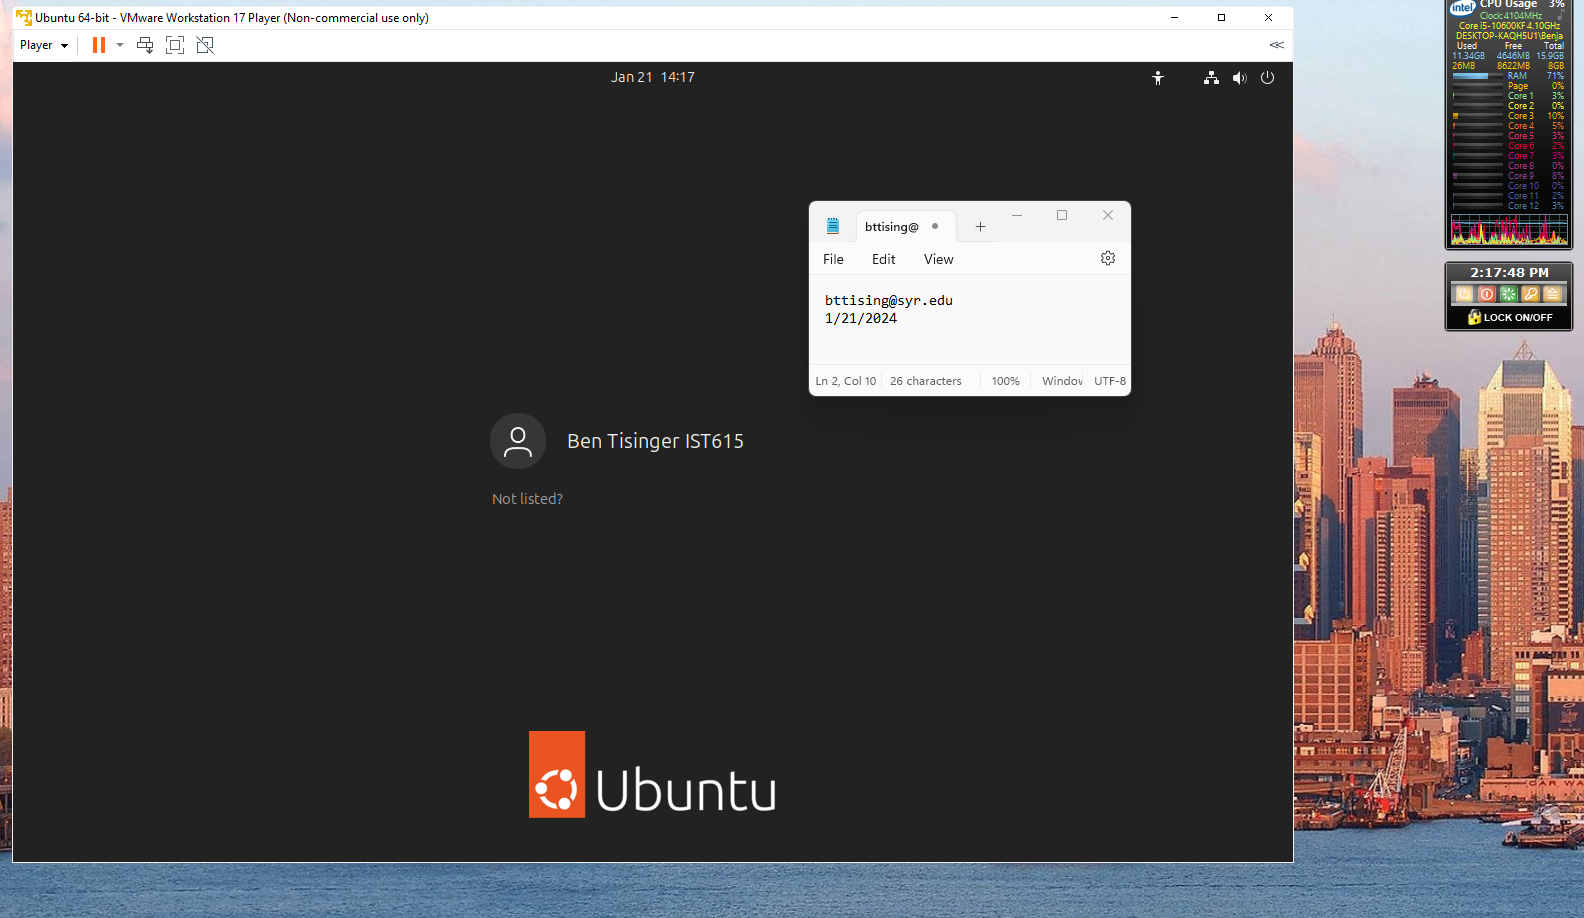 Ubuntu 64-bit - VMware Workstation 17 Player (Non-commercial use only)
Player
Jan 21 14:17
bttising@
File Edit View
bttising@syr.edu
1/21/2024
Ln 2, Col 10 26 characters 100% Window UTF-8
Ben Tisinger IST615
Not listed?
Ubuntu
intel CPU Usage 3%
Clock:4104MHz
Core i5-10600KF 4.10GHz
DESKTOP-KAQH5U1\Benja
Used Free Total
11.34GB 4646MB 15.9GB
26MB 8622MB 8GB
RAM 71%
Page 0%
Core 1 3%
Core 2 0%
Core 3 10%
Core 4 5%
Core 5 3%
Core 6 2%
Core 7 3%
Core 8 0%
Core 9 8%
Core 10 0%
Core 11 2%
Core 12 3%
2:17:48 PM
LOCK ON/OFF